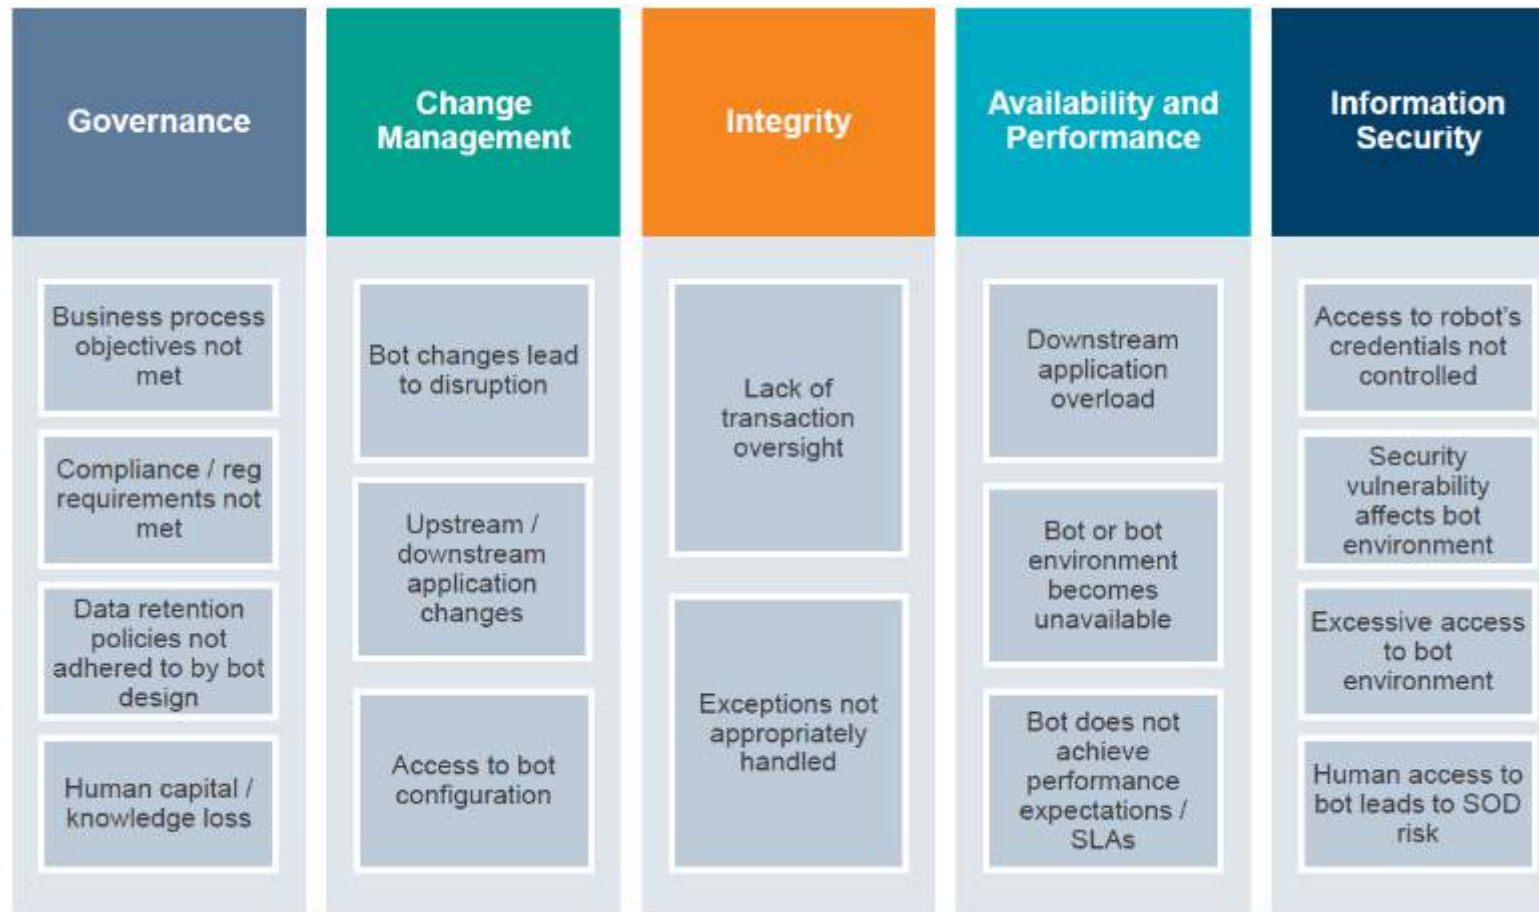 Governance
Business process
objectives not
met
Compliance / reg
requirements not
met
Data retention
policies not
adhered to by bot
design
Human capital /
knowledge loss
Change
Management
Bot changes lead
to disruption
Upstream /
downstream
application
changes
Access to bot
configuration
Integrity
Lack of
transaction
oversight
Exceptions not
appropriately
handled
Availability and
Performance
Downstream
application
overload
Bot or bot
environment
becomes
unavailable
Bot does not
achieve
performance
expectations /
SLAs
Information
Security
Access to robot's
credentials not
controlled
Security
vulnerability
affects bot
environment
Excessive access
to bot
environment
Human access to
bot leads to SOD
risk